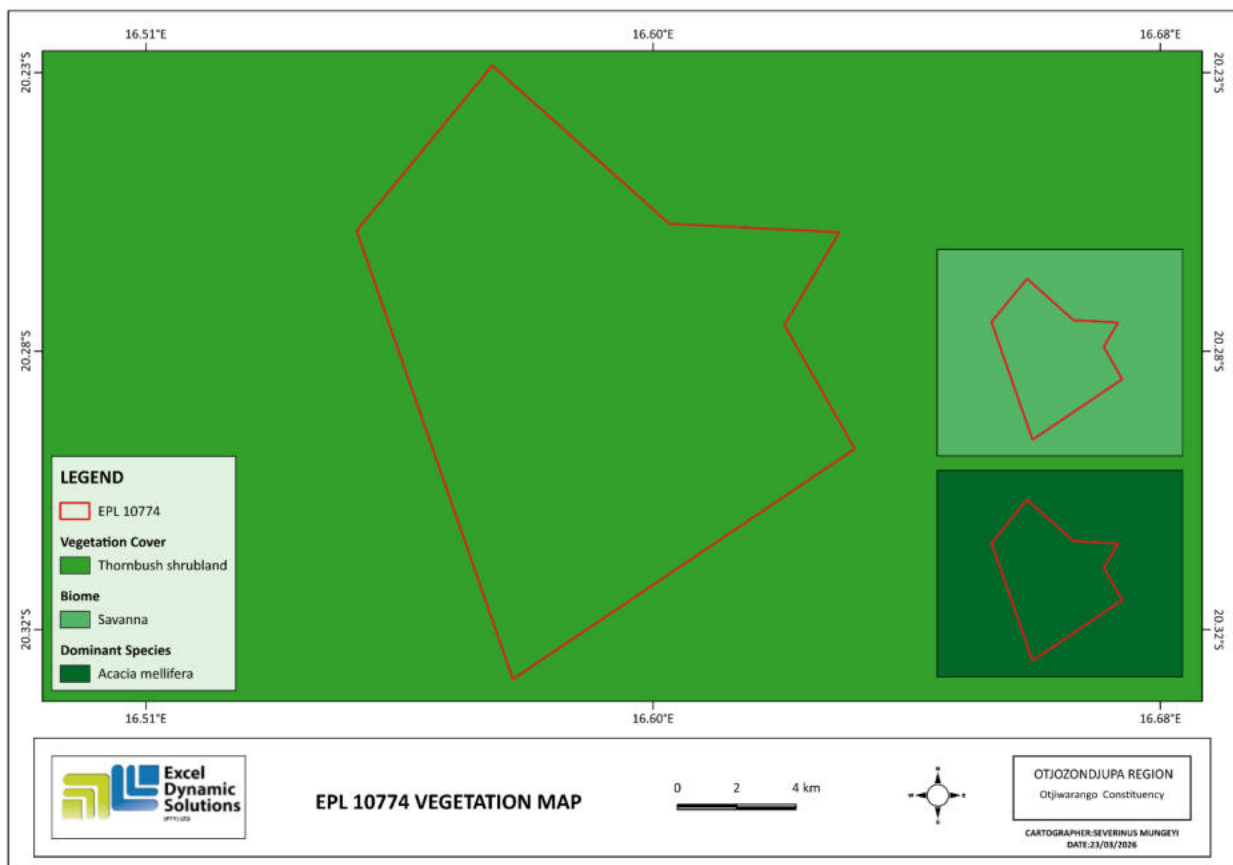 16.51°E 16.60°E 16.68°E
20.23°S 20.23°S
20.28°S 20.28°S
LEGEND
EPL 10774
Vegetation Cover
Thornbush shrubland
Biome
Savanna
Dominant Species
Acacia mellifera
20.32°S 20.32°S
16.51°E 16.60°E 16.68°E
Excel
Dynamic
Solutions
(PTY) LTD
EPL 10774 VEGETATION MAP
0 2 4 km
N
W E
S
OTJOZONDJUPA REGION
Otjiwarango Constituency
CARTOGRAPHER:SEVERINUS MUNGEYI
DATE:23/03/2026